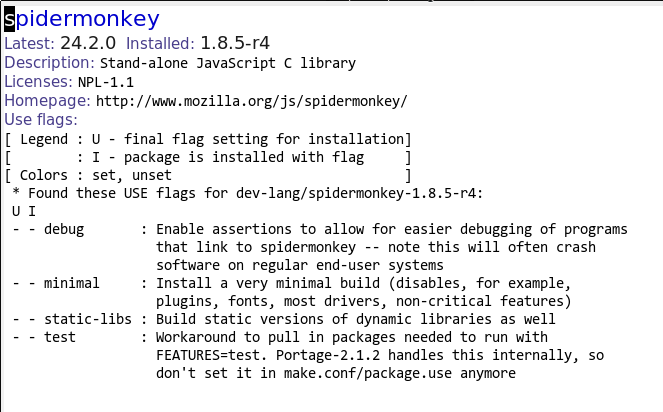 spidermonkey
Latest: 24.2.0 Installed: 1.8.5-r4
Description: Stand-alone JavaScript C library
Licenses: NPL-1.1
Homepage: http://www.mozilla.org/js/spidermonkey/
Use flags:
[ Legend : U - final flag setting for installation]
[        : I - package is installed with flag     ]
[ Colors : set, unset                             ]
 * Found these USE flags for dev-lang/spidermonkey-1.8.5-r4:
 U I
 - - debug       : Enable assertions to allow for easier debugging of programs
                   that link to spidermonkey -- note this will often crash
                   software on regular end-user systems
 - - minimal     : Install a very minimal build (disables, for example,
                   plugins, fonts, most drivers, non-critical features)
 - - static-libs : Build static versions of dynamic libraries as well
 - - test        : Workaround to pull in packages needed to run with
                   FEATURES=test. Portage-2.1.2 handles this internally, so
                   don't set it in make.conf/package.use anymore